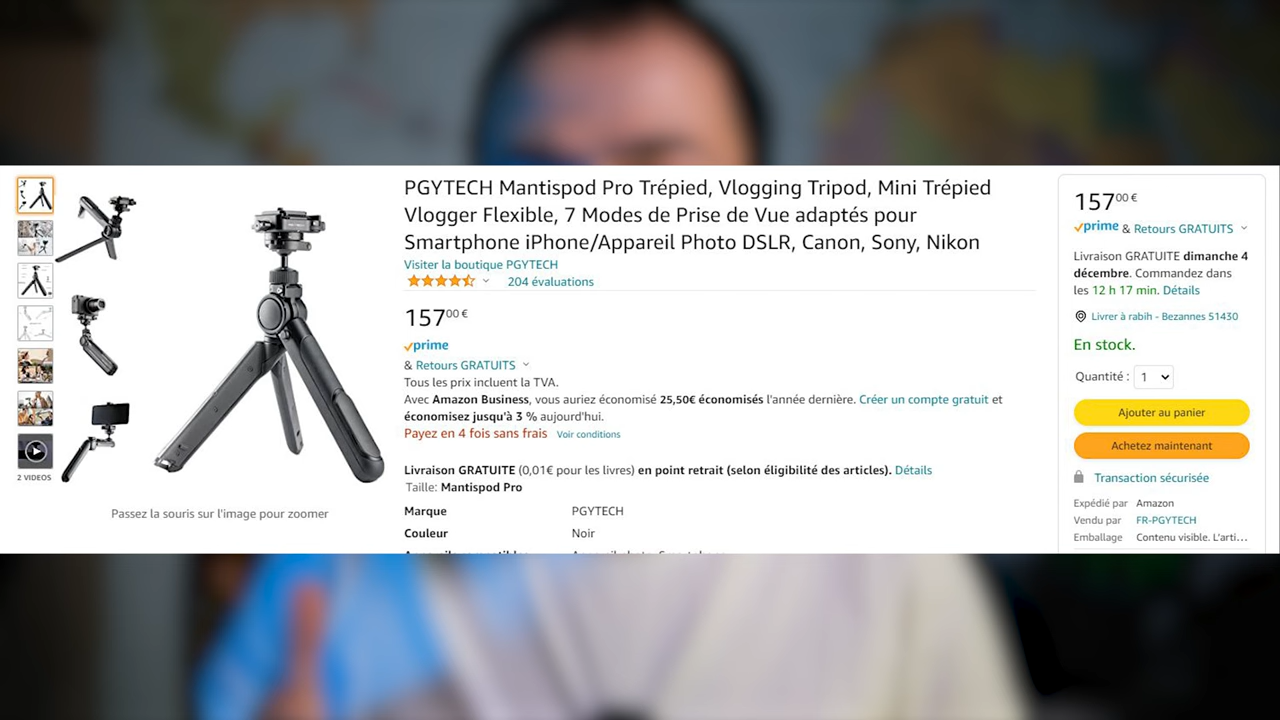 PGYTECH Mantispod Pro Trépied, Vlogging Tripod, Mini Trépied
Vlogger Flexible, 7 Modes de Prise de Vue adaptés pour
Smartphone iPhone/Appareil Photo DSLR, Canon, Sony, Nikon
Visiter la boutique PGYTECH
204 évaluations
157,00 €
prime
& Retours GRATUITS
Tous les prix incluent la TVA.
Avec Amazon Business, vous auriez économisé 25,50€ économisés l'année dernière. Créer un compte gratuit et
économisez jusqu'à 3 % aujourd'hui.
Payez en 4 fois sans frais Voir conditions
Livraison GRATUITE (0,01€ pour les livres) en point retrait (selon éligibilité des articles). Détails
Taille: Mantispod Pro
Marque PGYTECH
Couleur Noir
2 VIDEOS
Passez la souris sur l'image pour zoomer
157,00 €
prime & Retours GRATUITS
Livraison GRATUITE dimanche 4
décembre. Commandez dans
les 12 h 17 min. Détails
Livrer à rabih - Bezannes 51430
En stock.
Quantité : 1
Ajouter au panier
Achetez maintenant
Transaction sécurisée
Expédié par Amazon
Vendu par FR-PGYTECH
Emballage Contenu visible. L'arti...